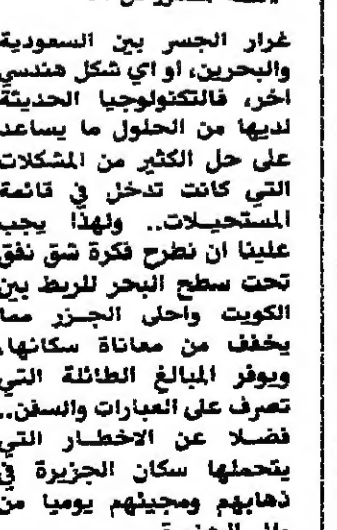 غرار الجسر بين السعودية
والبحرين، او اي شكل هندسي
اخر، فالتكنولوجيا الحديثة
لديها من الحلول ما يساعد
على حل الكثير من المشكلات
التي كانت تدخل في قائمة
المستحيلات.. ولهذا يجب
علينا ان نطرح فكرة شق نفق
تحت سطح البحر للربط بين
الكويت واحلى الجزر مما
يخفف من معاناة سكانها،
ويوفر المبالغ الطائلة التي
تصرف على العبارات والسفن..
فضلا عن الاخطار التي
يتحملها سكان الجزيرة في
ذهابهم ومجيئهم يوميا من